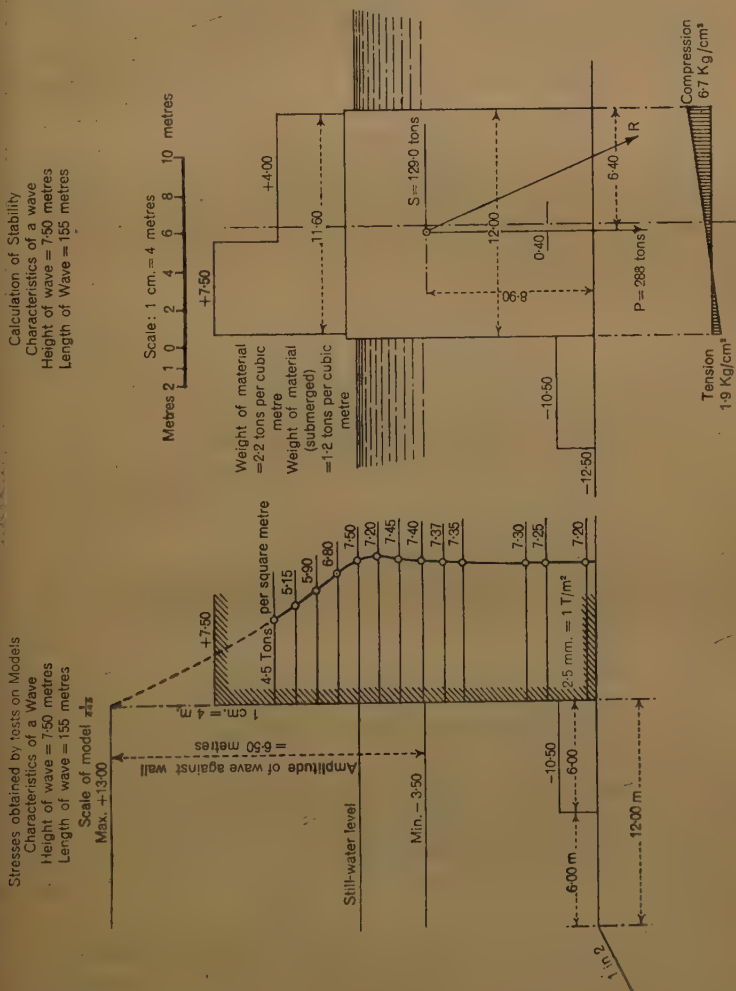 Stresses obtained by tests on Models
Characteristics of a Wave
Height of wave = 7·50 metres
Length of wave = 155 metres
Scale of model
Max. +13·00
1 cm. = 4 m.
+7·50
4·5 Tons per square metre
5·15
5·90
6·80
7·50
7·20
7·45
7·40
7·37
7·35
7·30
7·25
7·20
2·5 mm. = 1 T/m²
Amplitude of wave against wall
= 6·50 metres
Still-water level
Min. – 3·50
–10·50
6·00
6·00 m
12·00 m
1 in 2
Calculation of Stability
Characteristics of a wave
Height of wave = 7·50 metres
Length of Wave = 155 metres
Metres 2 1 0 2 4 6 8 10 metres
Scale: 1 cm. = 4 metres
+7·50
+4·00
11·60
Weight of material
=2·2 tons per cubic
metre
Weight of material
(submerged)
=1·2 tons per cubic
metre
S = 129·0 tons
12·00
8·90
0·40
6·40
R
P = 288 tons
–10·50
–12·50
Tension
1·9 Kg/cm²
Compression
6·7 Kg/cm²